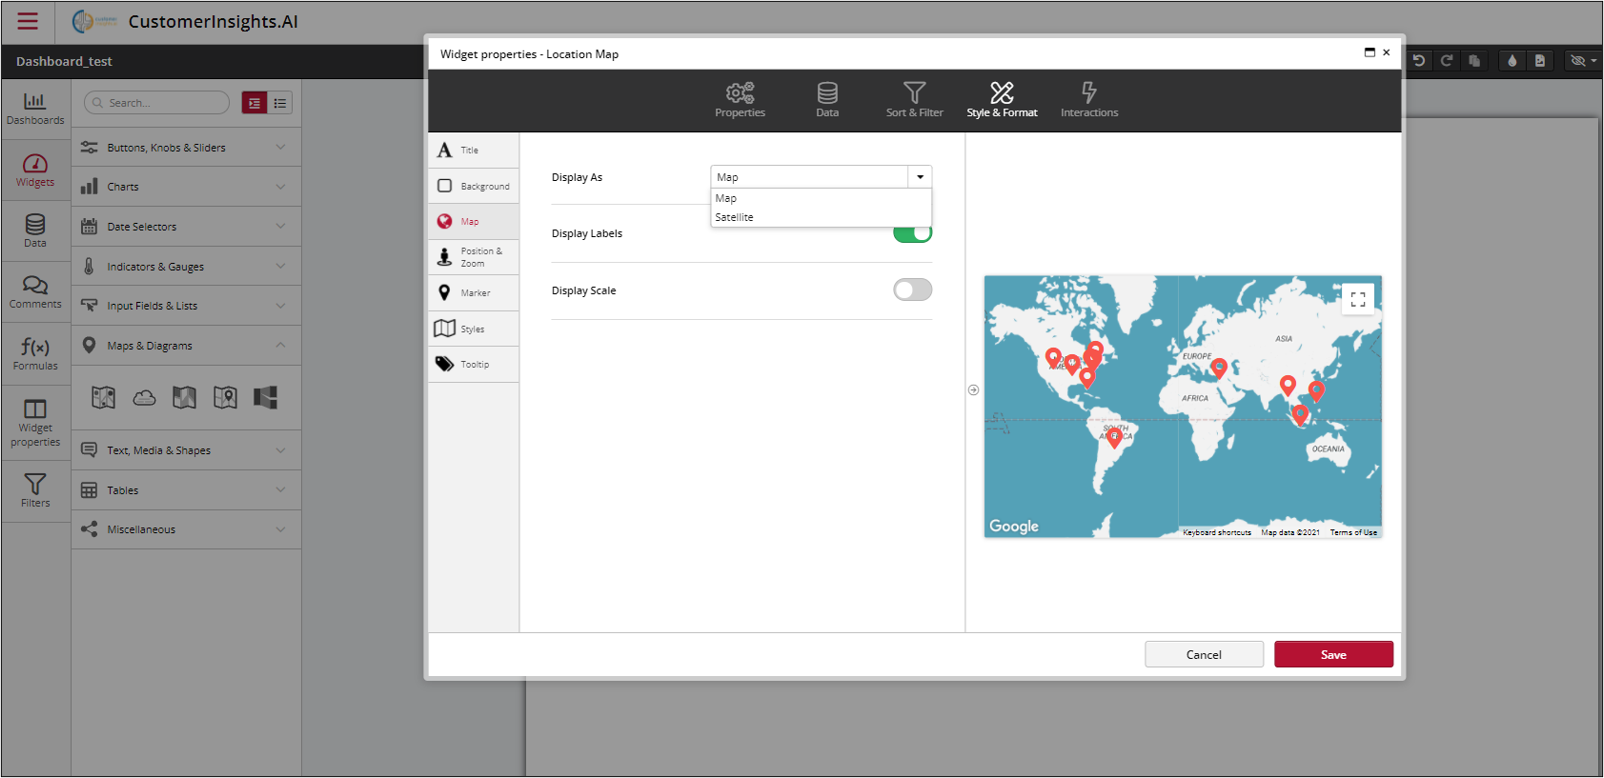 CustomerInsights.AI
Dashboard_test
Dashboards
Widgets
Data
Comments
f(x)
Formulas
Widget
properties
Filters
Search...
Buttons, Knobs & Sliders
Charts
Date Selectors
Indicators & Gauges
Input Fields & Lists
Maps & Diagrams
Text, Media & Shapes
Tables
Miscellaneous
Widget properties - Location Map
Properties
Data
Sort & Filter
Style & Format
Interactions
A Title
Background
Map
Position &
Zoom
Marker
Styles
Tooltip
Display As
Map
Map
Satellite
Display Labels
Display Scale
ASIA
EUROPE
AFRICA
SOUTH
AMERICA
OCEANIA
Google
Keyboard shortcuts
Map data ©2021
Terms of Use
Cancel
Save